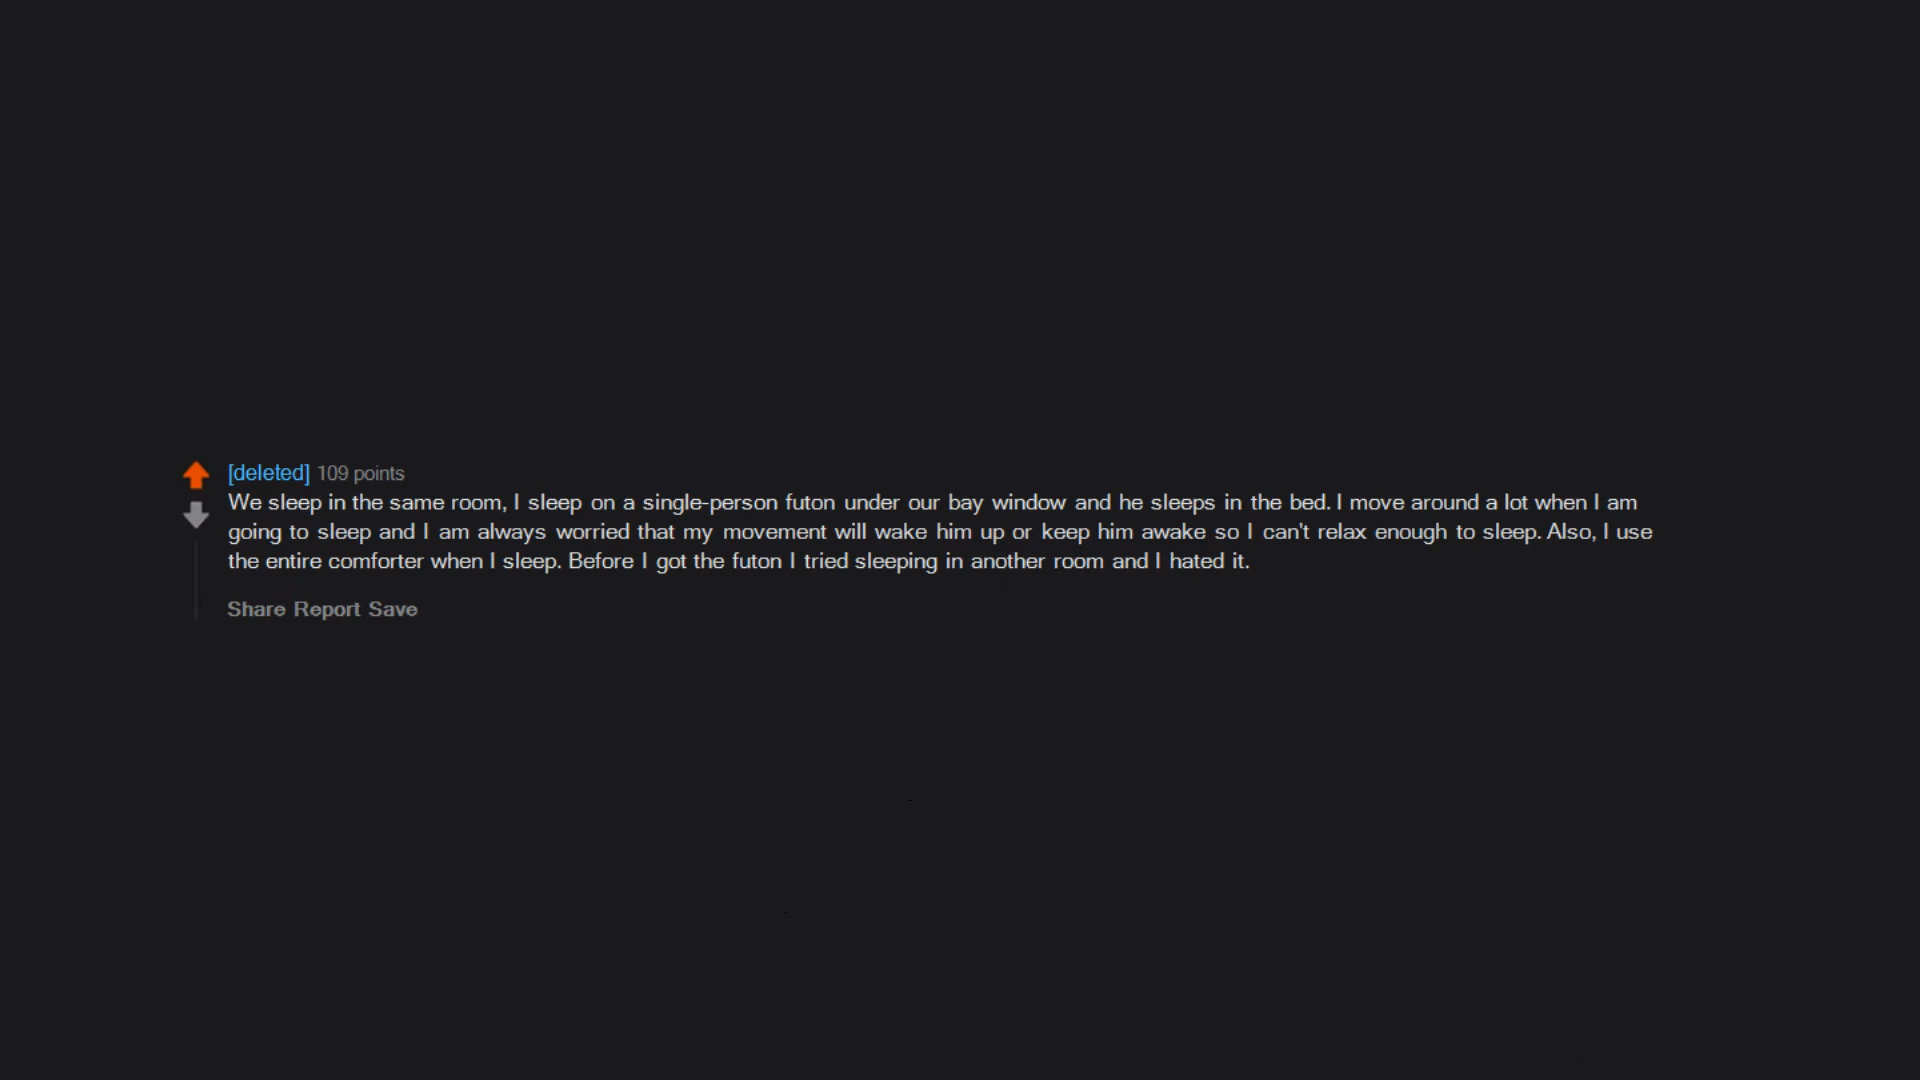 [deleted] 109 points
We sleep in the same room, I sleep on a single-person futon under our bay window and he sleeps in the bed. I move around a lot when I am
going to sleep and I am always worried that my movement will wake him up or keep him awake so I can't relax enough to sleep. Also, I use
the entire comforter when I sleep. Before I got the futon I tried sleeping in another room and I hated it.
Share Report Save